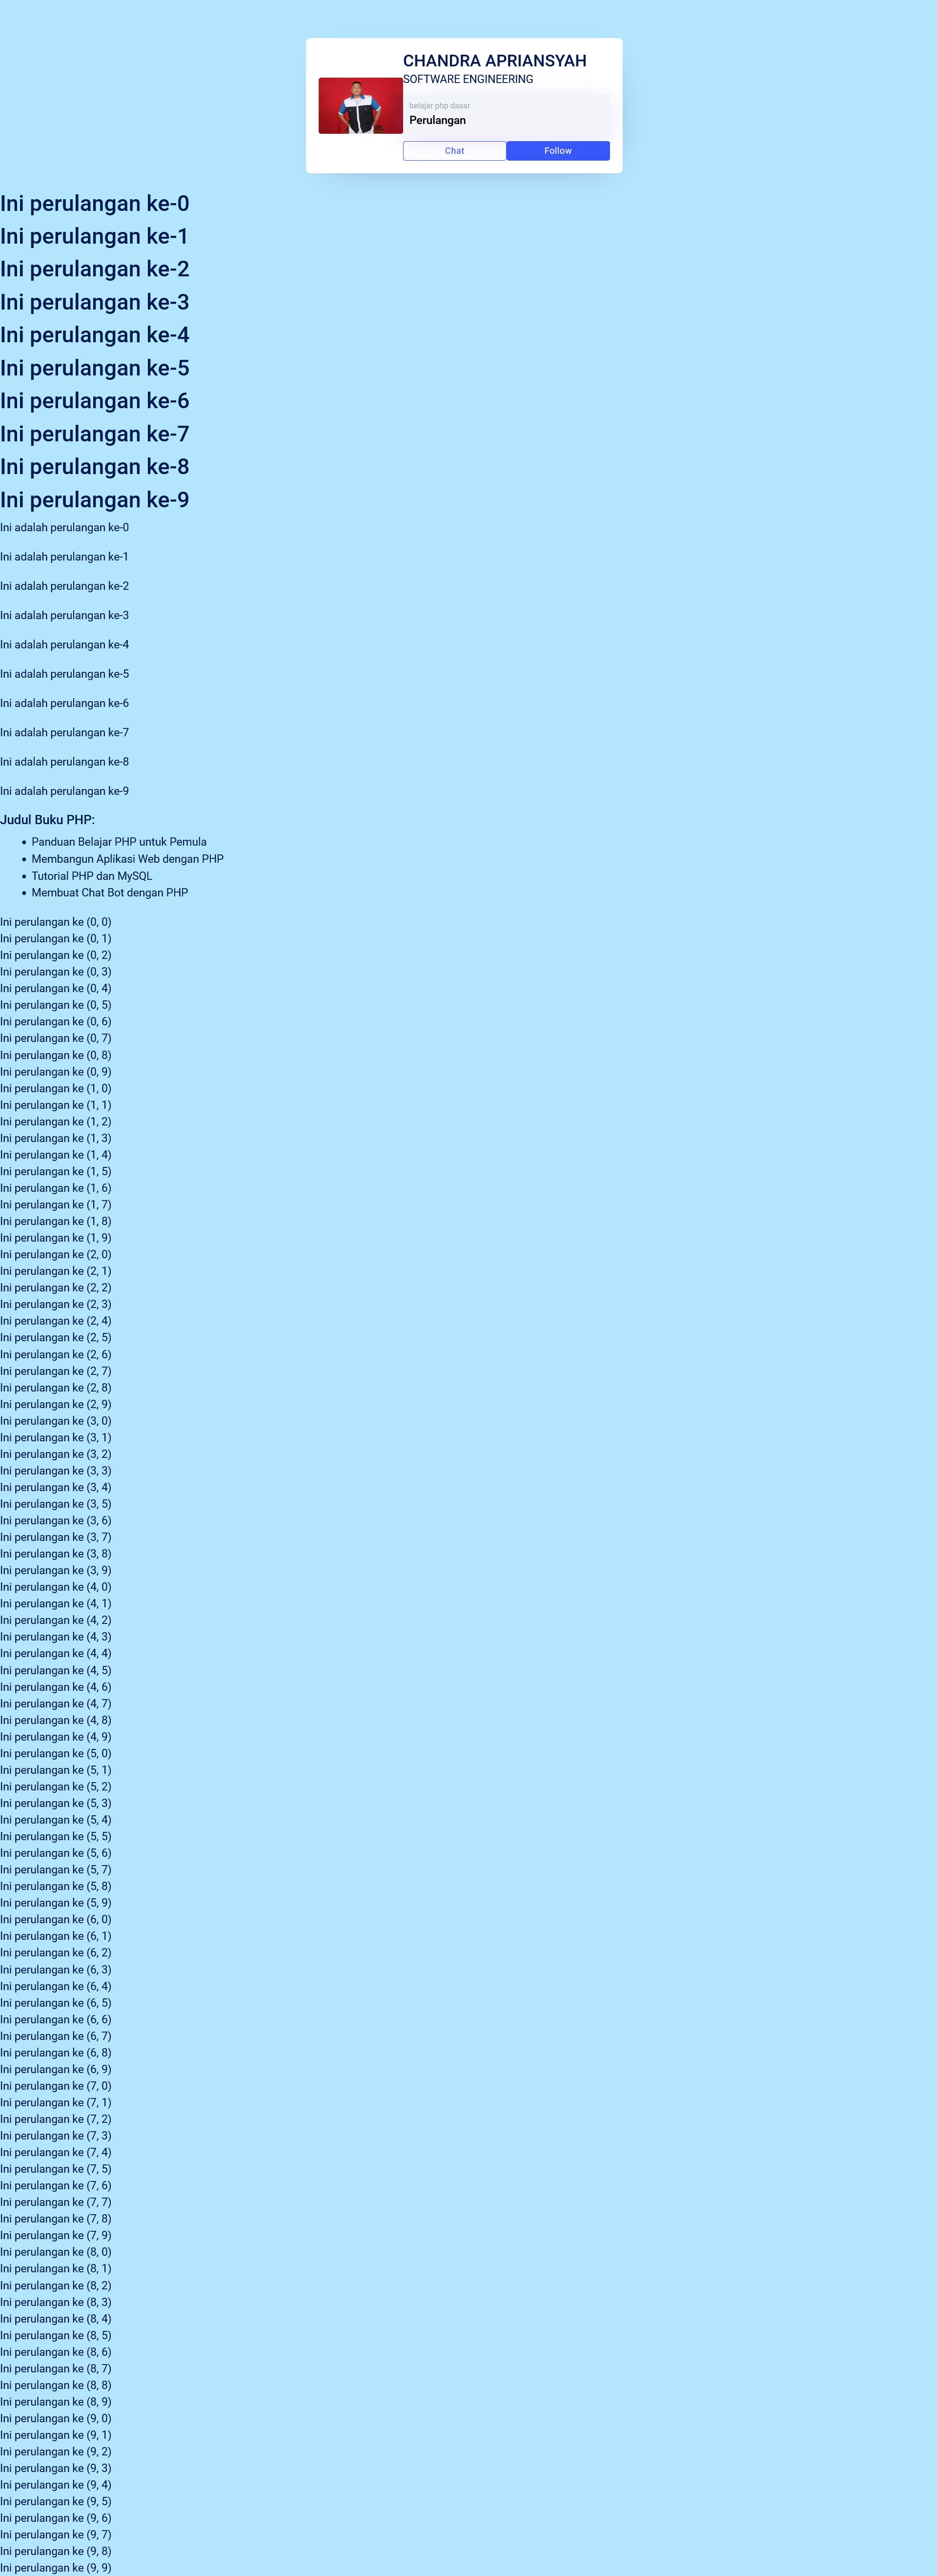 CHANDRA APRIANSYAH
SOFTWARE ENGINEERING
belajar php dasar
Perulangan
Chat
Follow
Ini perulangan ke-0
Ini perulangan ke-1
Ini perulangan ke-2
Ini perulangan ke-3
Ini perulangan ke-4
Ini perulangan ke-5
Ini perulangan ke-6
Ini perulangan ke-7
Ini perulangan ke-8
Ini perulangan ke-9
Ini adalah perulangan ke-0
Ini adalah perulangan ke-1
Ini adalah perulangan ke-2
Ini adalah perulangan ke-3
Ini adalah perulangan ke-4
Ini adalah perulangan ke-5
Ini adalah perulangan ke-6
Ini adalah perulangan ke-7
Ini adalah perulangan ke-8
Ini adalah perulangan ke-9
Judul Buku PHP:
• Panduan Belajar PHP untuk Pemula
• Membangun Aplikasi Web dengan PHP
• Tutorial PHP dan MySQL
• Membuat Chat Bot dengan PHP
Ini perulangan ke (0, 0)
Ini perulangan ke (0, 1)
Ini perulangan ke (0, 2)
Ini perulangan ke (0, 3)
Ini perulangan ke (0, 4)
Ini perulangan ke (0, 5)
Ini perulangan ke (0, 6)
Ini perulangan ke (0, 7)
Ini perulangan ke (0, 8)
Ini perulangan ke (0, 9)
Ini perulangan ke (1, 0)
Ini perulangan ke (1, 1)
Ini perulangan ke (1, 2)
Ini perulangan ke (1, 3)
Ini perulangan ke (1, 4)
Ini perulangan ke (1, 5)
Ini perulangan ke (1, 6)
Ini perulangan ke (1, 7)
Ini perulangan ke (1, 8)
Ini perulangan ke (1, 9)
Ini perulangan ke (2, 0)
Ini perulangan ke (2, 1)
Ini perulangan ke (2, 2)
Ini perulangan ke (2, 3)
Ini perulangan ke (2, 4)
Ini perulangan ke (2, 5)
Ini perulangan ke (2, 6)
Ini perulangan ke (2, 7)
Ini perulangan ke (2, 8)
Ini perulangan ke (2, 9)
Ini perulangan ke (3, 0)
Ini perulangan ke (3, 1)
Ini perulangan ke (3, 2)
Ini perulangan ke (3, 3)
Ini perulangan ke (3, 4)
Ini perulangan ke (3, 5)
Ini perulangan ke (3, 6)
Ini perulangan ke (3, 7)
Ini perulangan ke (3, 8)
Ini perulangan ke (3, 9)
Ini perulangan ke (4, 0)
Ini perulangan ke (4, 1)
Ini perulangan ke (4, 2)
Ini perulangan ke (4, 3)
Ini perulangan ke (4, 4)
Ini perulangan ke (4, 5)
Ini perulangan ke (4, 6)
Ini perulangan ke (4, 7)
Ini perulangan ke (4, 8)
Ini perulangan ke (4, 9)
Ini perulangan ke (5, 0)
Ini perulangan ke (5, 1)
Ini perulangan ke (5, 2)
Ini perulangan ke (5, 3)
Ini perulangan ke (5, 4)
Ini perulangan ke (5, 5)
Ini perulangan ke (5, 6)
Ini perulangan ke (5, 7)
Ini perulangan ke (5, 8)
Ini perulangan ke (5, 9)
Ini perulangan ke (6, 0)
Ini perulangan ke (6, 1)
Ini perulangan ke (6, 2)
Ini perulangan ke (6, 3)
Ini perulangan ke (6, 4)
Ini perulangan ke (6, 5)
Ini perulangan ke (6, 6)
Ini perulangan ke (6, 7)
Ini perulangan ke (6, 8)
Ini perulangan ke (6, 9)
Ini perulangan ke (7, 0)
Ini perulangan ke (7, 1)
Ini perulangan ke (7, 2)
Ini perulangan ke (7, 3)
Ini perulangan ke (7, 4)
Ini perulangan ke (7, 5)
Ini perulangan ke (7, 6)
Ini perulangan ke (7, 7)
Ini perulangan ke (7, 8)
Ini perulangan ke (7, 9)
Ini perulangan ke (8, 0)
Ini perulangan ke (8, 1)
Ini perulangan ke (8, 2)
Ini perulangan ke (8, 3)
Ini perulangan ke (8, 4)
Ini perulangan ke (8, 5)
Ini perulangan ke (8, 6)
Ini perulangan ke (8, 7)
Ini perulangan ke (8, 8)
Ini perulangan ke (8, 9)
Ini perulangan ke (9, 0)
Ini perulangan ke (9, 1)
Ini perulangan ke (9, 2)
Ini perulangan ke (9, 3)
Ini perulangan ke (9, 4)
Ini perulangan ke (9, 5)
Ini perulangan ke (9, 6)
Ini perulangan ke (9, 7)
Ini perulangan ke (9, 8)
Ini perulangan ke (9, 9)